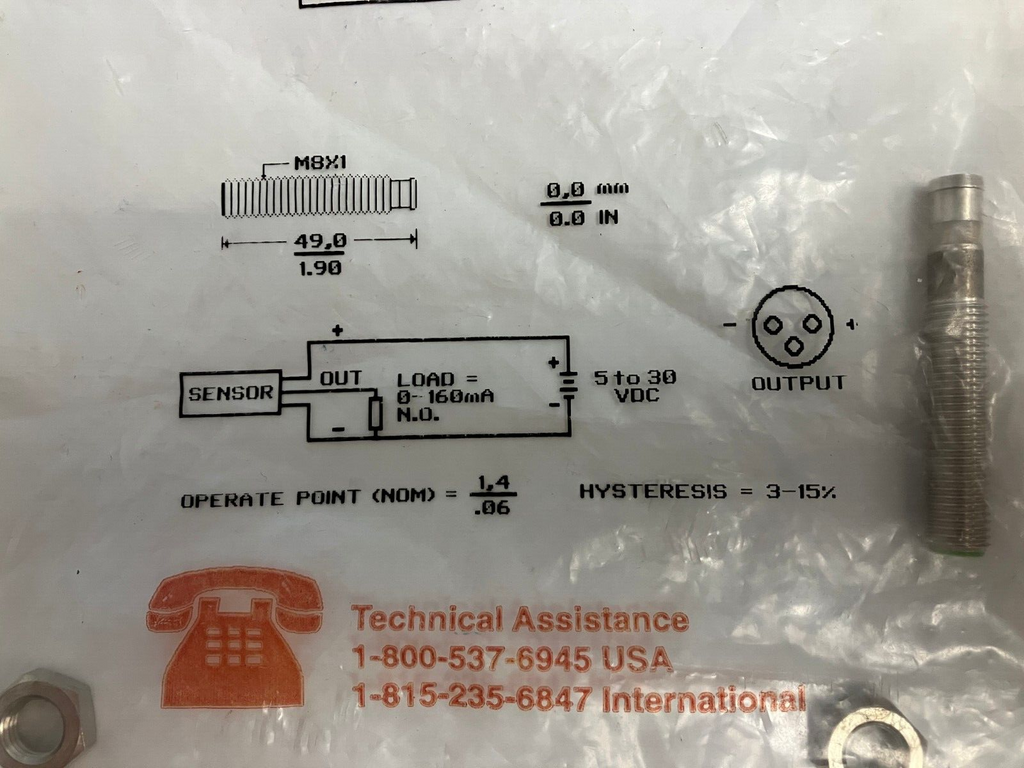 M8X1
49,0
1.90
0,0 mm
0.0 IN
+
-
SENSOR
OUT
LOAD =
0-160mA
N.O.
+
-
5 to 30
VDC
- +
OUTPUT
OPERATE POINT (NOM) = 1,4
.06
HYSTERESIS = 3-15%
Technical Assistance
1-800-537-6945 USA
1-815-235-6847 International